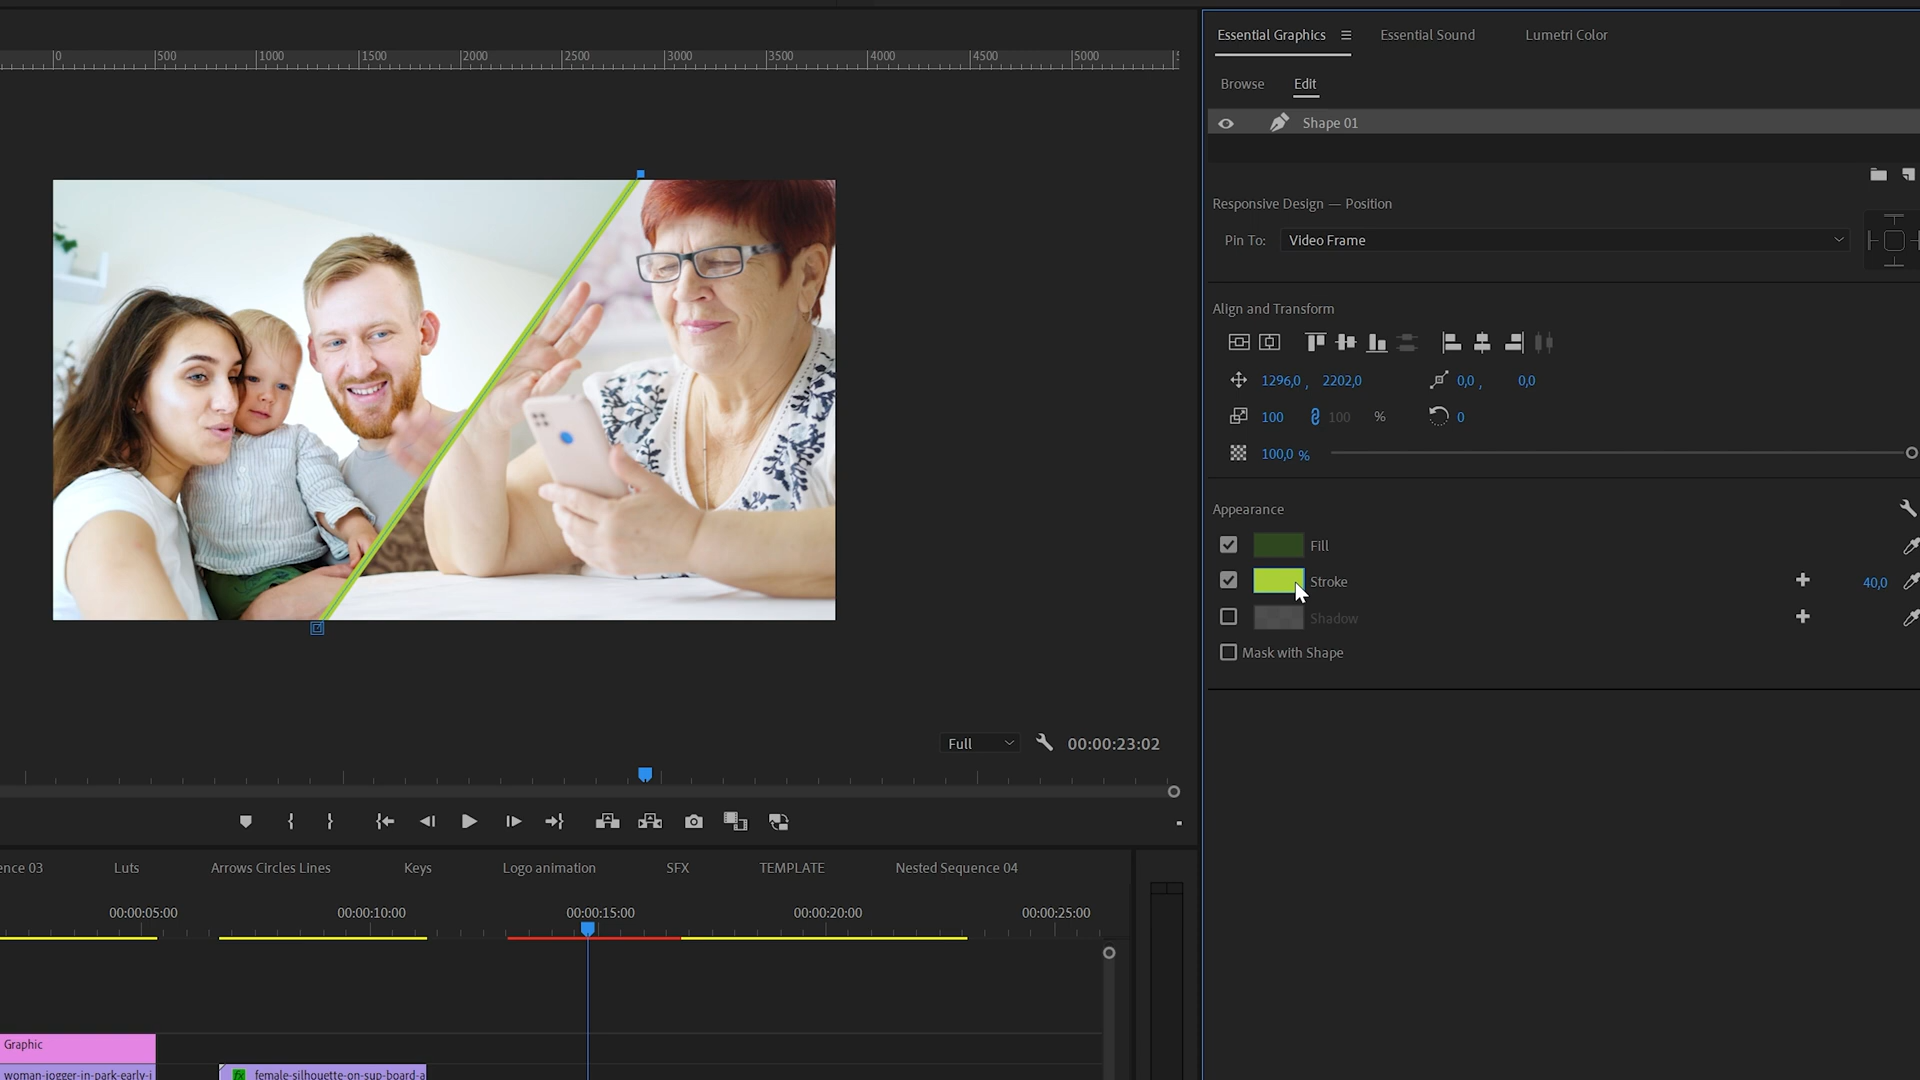 Essential Graphics
Essential Sound
Lumetri Color
0 500 1000 1500 2000 2500 3000 3500 4000 4500 5000
Browse
Edit
Shape 01
Responsive Design — Position
Pin To:
Video Frame
Align and Transform
1296,0 , 2202,0
0,0 , 0,0
100
100
%
0
100,0 %
Appearance
Fill
Stroke
40,0
Shadow
Mask with Shape
Full
00:00:23:02
ence 03
Luts
Arrows Circles Lines
Keys
Logo animation
SFX
TEMPLATE
Nested Sequence 04
00:00:05:00
00:00:10:00
00:00:15:00
00:00:20:00
00:00:25:00
Graphic
woman-jogger-in-park-early-i
fx
female-silhouette-on-sup-board-a